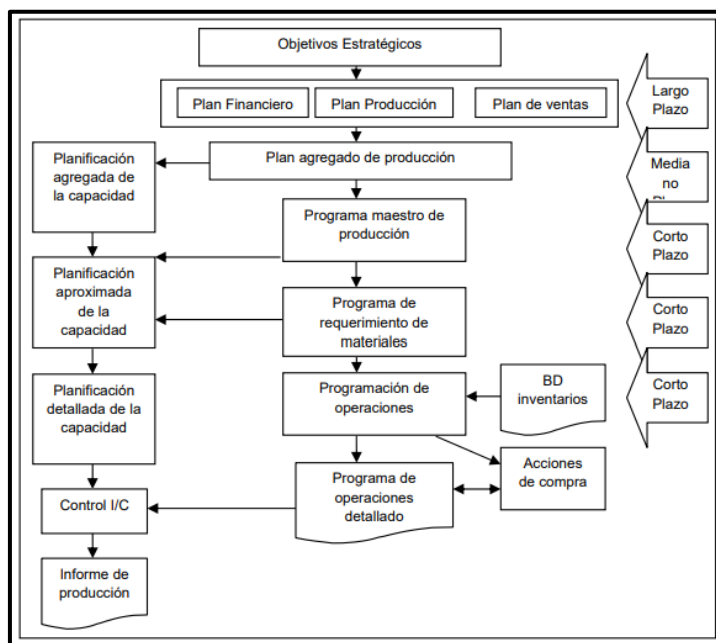 Objetivos Estratégicos
Plan Financiero
Plan Producción
Plan de ventas
Largo
Plazo
Planificación
agregada de
la capacidad
Plan agregado de producción
Media
no
Programa maestro de
producción
Corto
Plazo
Planificación
aproximada
de la
capacidad
Programa de
requerimiento de
materiales
Corto
Plazo
Planificación
detallada de la
capacidad
Programación de
operaciones
BD
inventarios
Corto
Plazo
Programa de
operaciones
detallado
Acciones
de compra
Control I/C
Informe de
producción